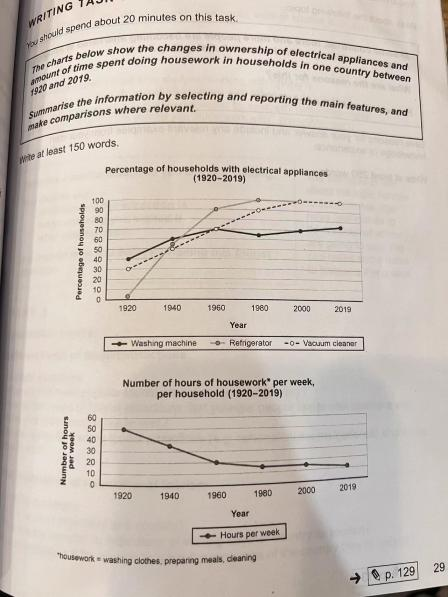 WRITING TASK
You should spend about 20 minutes on this task.
The charts below show the changes in ownership of electrical appliances and
amount of time spent doing housework in households in one country between
1920 and 2019.
Summarise the information by selecting and reporting the main features, and
make comparisons where relevant.
Write at least 150 words.
Percentage of households with electrical appliances
(1920–2019)
Percentage of households
100
90
80
70
60
50
40
30
20
10
0
1920 1940 1960 1980 2000 2019
Year
Washing machine Refrigerator Vacuum cleaner
Number of hours of housework* per week,
per household (1920–2019)
Number of hours
per week
60
50
40
30
20
10
0
1920 1940 1960 1980 2000 2019
Year
Hours per week
*housework = washing clothes, preparing meals, cleaning
p. 129
29